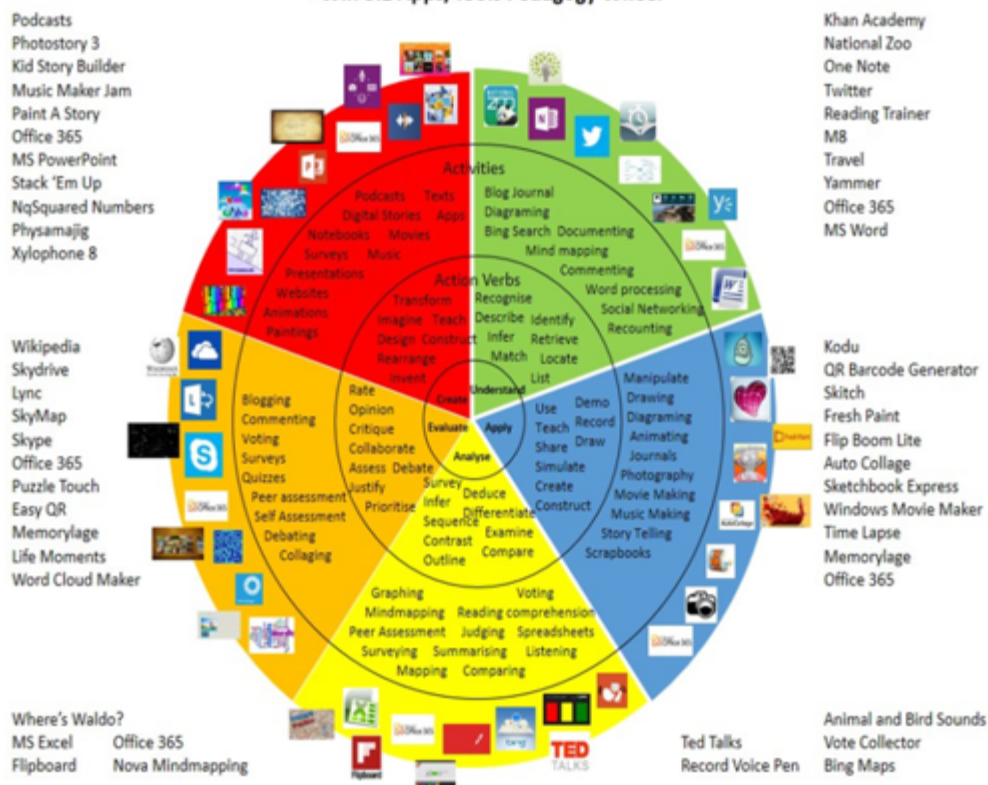 Podcasts
Photostory 3
Kid Story Builder
Music Maker Jam
Paint A Story
Office 365
MS PowerPoint
Stack 'Em Up
NqSquared Numbers
Physamajig
Xylophone 8
Khan Academy
National Zoo
One Note
Twitter
Reading Trainer
M8
Travel
Yammer
Office 365
MS Word
Activities
Podcasts Texts
Digital Stories Apps
Notebooks Movies
Surveys Music
Presentations
Websites
Animations
Paintings
Blog Journal
Diagraming
Bing Search Documenting
Mind mapping
Commenting
Word processing
Social Networking
Recounting
Action Verbs
Transform
Imagine Teach
Design Construct
Rearrange
Invent
Create
Recognise
Describe Identify
Infer Retrieve
Match Locate
List
Understand
Wikipedia
Skydrive
Lync
SkyMap
Skype
Office 365
Puzzle Touch
Easy QR
Memorylage
Life Moments
Word Cloud Maker
Blogging
Commenting
Voting
Surveys
Quizzes
Peer assessment
Self Assessment
Debating
Collaging
Rate
Opinion
Critique
Collaborate
Assess Debate
Justify
Prioritise
Evaluate
Apply
Analyse
Use Demo
Teach Record
Share Draw
Simulate
Create
Construct
Manipulate
Drawing
Diagraming
Animating
Journals
Photography
Movie Making
Music Making
Story Telling
Scrapbooks
Kodu
QR Barcode Generator
Skitch
Fresh Paint
Flip Boom Lite
Auto Collage
Sketchbook Express
Windows Movie Maker
Time Lapse
Memorylage
Office 365
Survey
Infer Deduce
Sequence Differentiate
Contrast Examine
Outline Compare
Graphing Voting
Mindmapping Reading comprehension
Peer Assessment Judging Spreadsheets
Surveying Summarising Listening
Mapping Comparing
Where's Waldo?
MS Excel Office 365
Flipboard Nova Mindmapping
Flipboard
bing
TED
TALKS
Ted Talks
Record Voice Pen
Animal and Bird Sounds
Vote Collector
Bing Maps